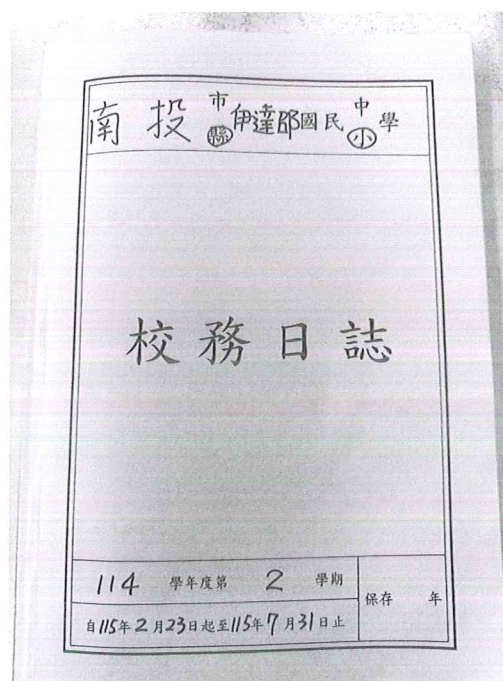 南投市縣伊達邵國民中小學
校務日誌
114 學年度第 2 學期
自115年2月23日起至115年7月31日止
保存 年